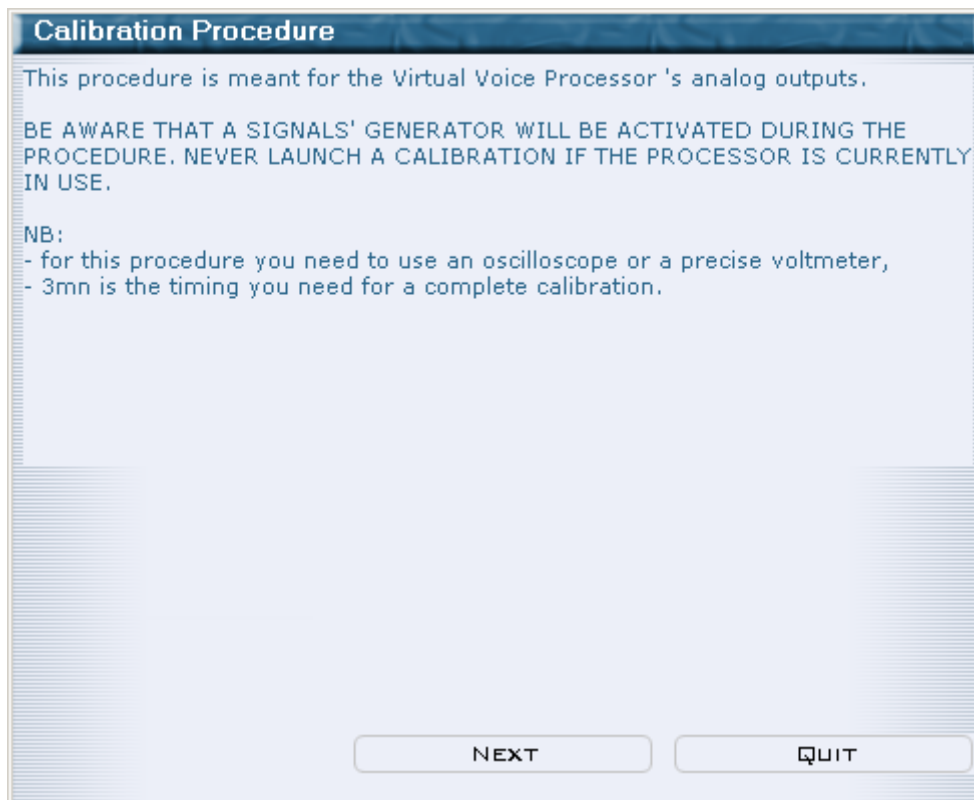 Calibration Procedure
This procedure is meant for the Virtual Voice Processor 's analog outputs.
BE AWARE THAT A SIGNALS' GENERATOR WILL BE ACTIVATED DURING THE
PROCEDURE. NEVER LAUNCH A CALIBRATION IF THE PROCESSOR IS CURRENTLY
IN USE.
NB:
- for this procedure you need to use an oscilloscope or a precise voltmeter,
- 3mn is the timing you need for a complete calibration.
NEXT
QUIT